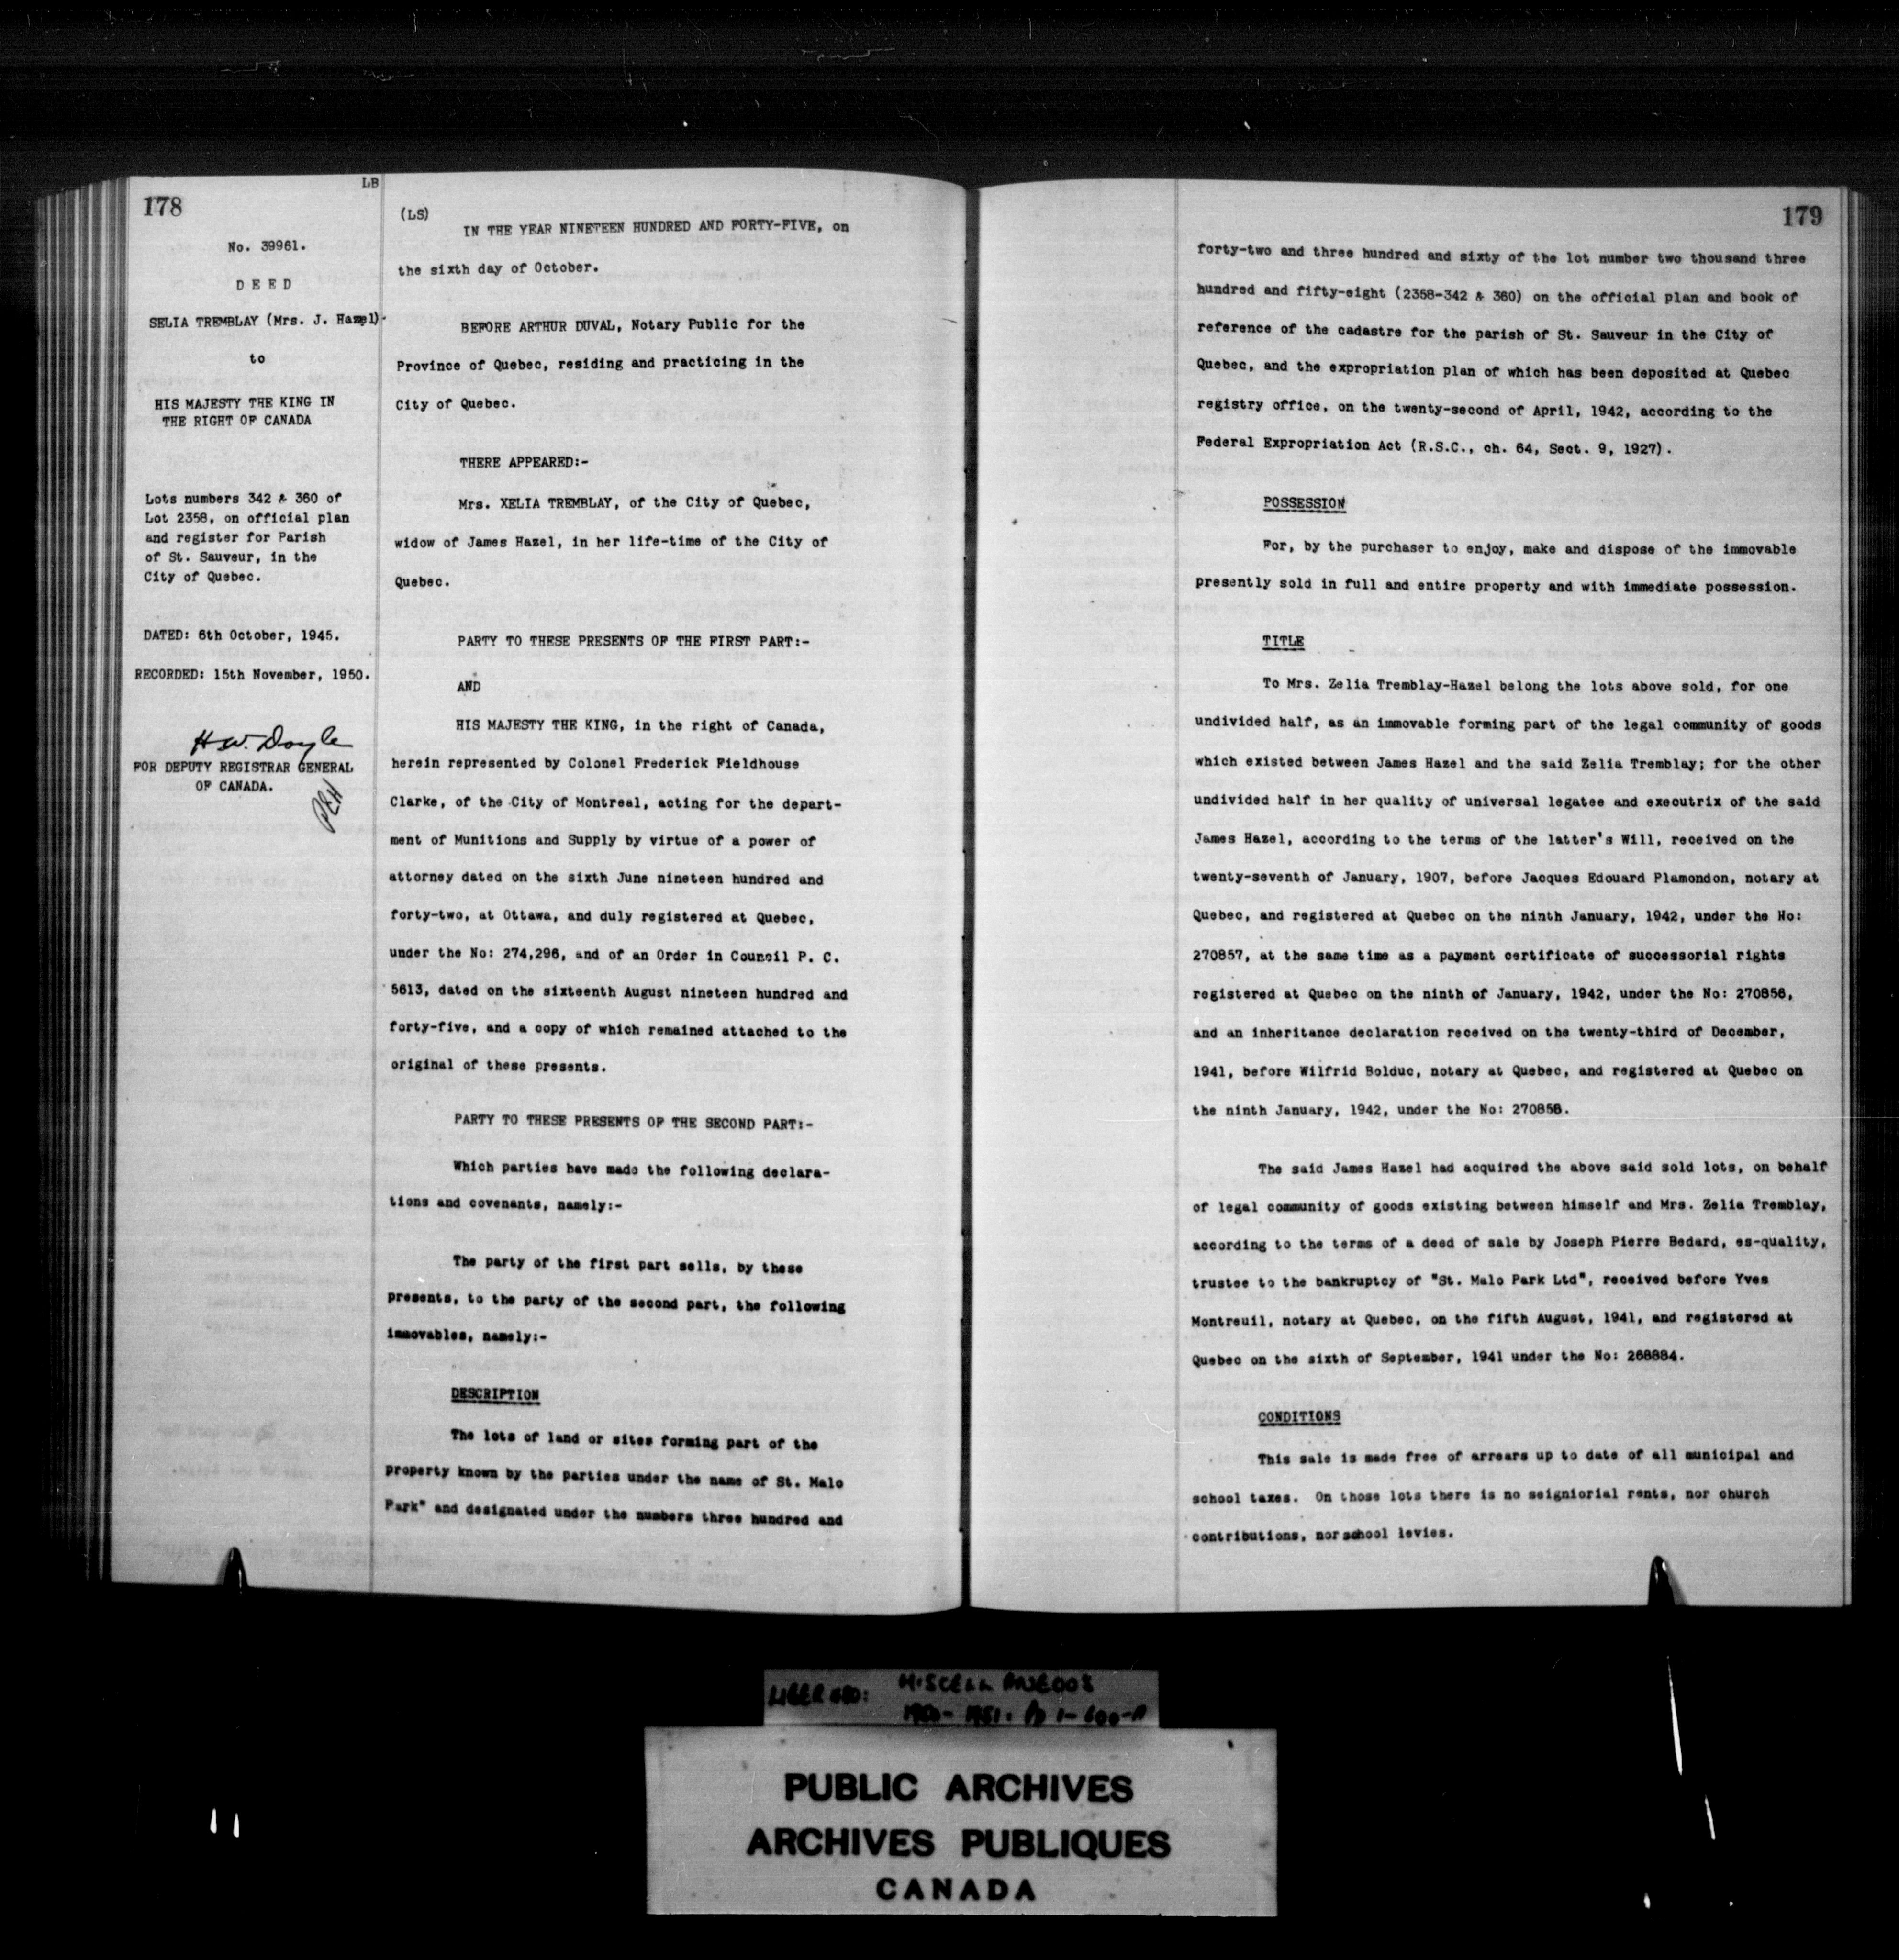 LB
178
No. 39961.
D E E D
SELIA TREMBLAY (Mrs. J. Hazel)
to
HIS MAJESTY THE KING IN
THE RIGHT OF CANADA
Lots numbers 342 & 360 of
Lot 2358, on official plan
and register for Parish
of St. Sauveur, in the
City of Quebec.
DATED: 6th October, 1945.
RECORDED: 15th November, 1950.
H W. Doyle
FOR DEPUTY REGISTRAR GENERAL
OF CANADA.
(LS)
IN THE YEAR NINETEEN HUNDRED AND FORTY-FIVE, on
the sixth day of October.
BEFORE ARTHUR DUVAL, Notary Public for the
Province of Quebec, residing and practicing in the
City of Quebec.
THERE APPEARED:-
Mrs. XELIA TREMBLAY, of the City of Quebec,
widow of James Hazel, in her life-time of the City of
Quebec.
PARTY TO THESE PRESENTS OF THE FIRST PART:-
AND
HIS MAJESTY THE KING, in the right of Canada,
herein represented by Colonel Frederick Fieldhouse
Clarke, of the City of Montreal, acting for the depart-
ment of Munitions and Supply by virtue of a power of
attorney dated on the sixth June nineteen hundred and
forty-two, at Ottawa, and duly registered at Quebec,
under the No: 274,296, and of an Order in Council P. C.
5613, dated on the sixteenth August nineteen hundred and
forty-five, and a copy of which remained attached to the
original of these presents.
PARTY TO THESE PRESENTS OF THE SECOND PART:-
Which parties have made the following declara-
tions and covenants, namely:-
The party of the first part sells, by these
presents, to the party of the second part, the following
immovables, namely:-
DESCRIPTION
The lots of land or sites forming part of the
property known by the parties under the name of St. Malo
Park" and designated under the numbers three hundred and
179
forty-two and three hundred and sixty of the lot number two thousand three
hundred and fifty-eight (2358-342 & 360) on the official plan and book of
reference of the cadastre for the parish of St. Sauveur in the City of
Quebec, and the expropriation plan of which has been deposited at Quebec
registry office, on the twenty-second of April, 1942, according to the
Federal Expropriation Act (R.S.C., ch. 64, Sect. 9, 1927).
POSSESSION
For, by the purchaser to enjoy, make and dispose of the immovable
presently sold in full and entire property and with immediate possession.
TITLE
To Mrs. Zelia Tremblay-Hazel belong the lots above sold, for one
undivided half, as an immovable forming part of the legal community of goods
which existed between James Hazel and the said Zelia Tremblay; for the other
undivided half in her quality of universal legatee and executrix of the said
James Hazel, according to the terms of the latter's Will, received on the
twenty-seventh of January, 1907, before Jacques Edouard Plamondon, notary at
Quebec, and registered at Quebec on the ninth January, 1942, under the No:
270857, at the same time as a payment certificate of successorial rights
registered at Quebec on the ninth of January, 1942, under the No: 270856,
and an inheritance declaration received on the twenty-third of December,
1941, before Wilfrid Bolduc, notary at Quebec, and registered at Quebec on
the ninth January, 1942, under the No: 270858.
The said James Hazel had acquired the above said sold lots, on behalf
of legal community of goods existing between himself and Mrs. Zelia Tremblay,
according to the terms of a deed of sale by Joseph Pierre Bedard, es-quality,
trustee to the bankruptcy of "St. Malo Park Ltd", received before Yves
Montreuil, notary at Quebec, on the fifth August, 1941, and registered at
Quebec on the sixth of September, 1941 under the No: 268884.
CONDITIONS
This sale is made free of arrears up to date of all municipal and
school taxes. On those lots there is no seigniorial rents, nor church
contributions, nor school levies.
MISCELLANEOUS
1950-1951.
PUBLIC ARCHIVES
ARCHIVES PUBLIQUES
CANADA